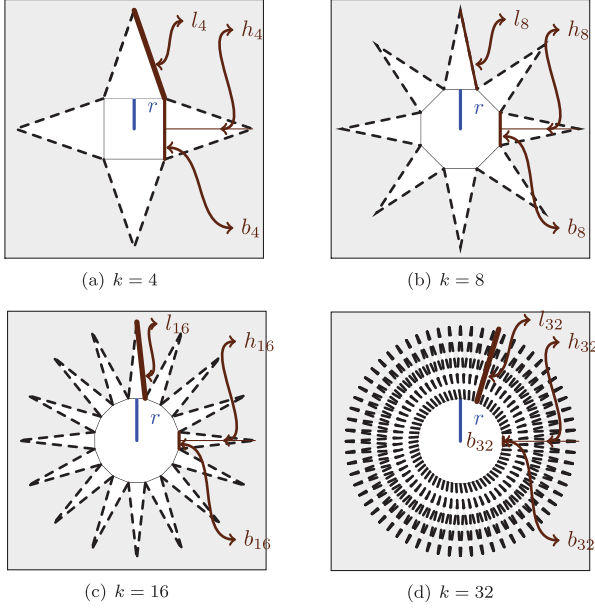 l₄ h₄
r
b₄
(a) k = 4
l₈ h₈
r
b₈
(b) k = 8
l₁₆ h₁₆
r
b₁₆
(c) k = 16
l₃₂ h₃₂
r
b₃₂
b₃₂
(d) k = 32